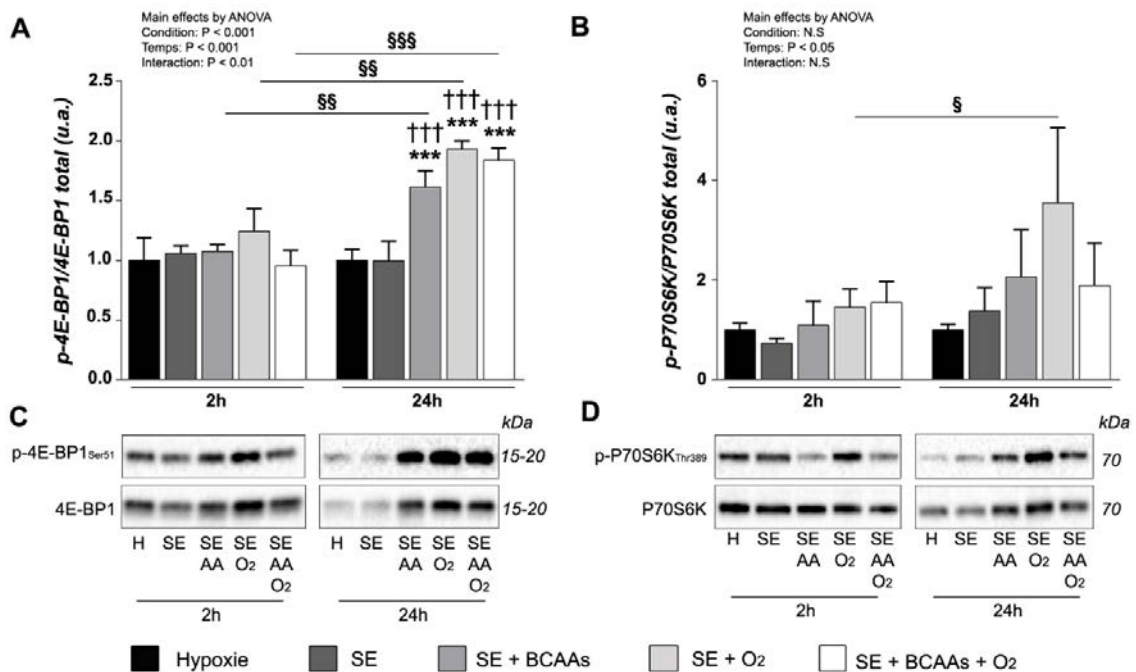 A
Main effects by ANOVA
Condition: P < 0.001
Temps: P < 0.001
Interaction: P < 0.01
§§§
§§
§§
†††
***
†††
***
†††
***
p-4E-BP1/4E-BP1 total (u.a.)
2.5
2.0
1.5
1.0
0.5
0.0
2h
24h
B
Main effects by ANOVA
Condition: N.S
Temps: P < 0.05
Interaction: N.S
§
p-P70S6K/P70S6K total (u.a.)
6
4
2
0
2h
24h
C
kDa
p-4E-BP1Ser51
15-20
4E-BP1
15-20
H SE SE SE SE
AA O2 AA
O2
H SE SE SE SE
AA O2 AA
O2
2h
24h
D
kDa
p-P70S6KThr389
70
P70S6K
70
H SE SE SE SE
AA O2 AA
O2
H SE SE SE SE
AA O2 AA
O2
2h
24h
Hypoxie
SE
SE + BCAAs
SE + O2
SE + BCAAs + O2